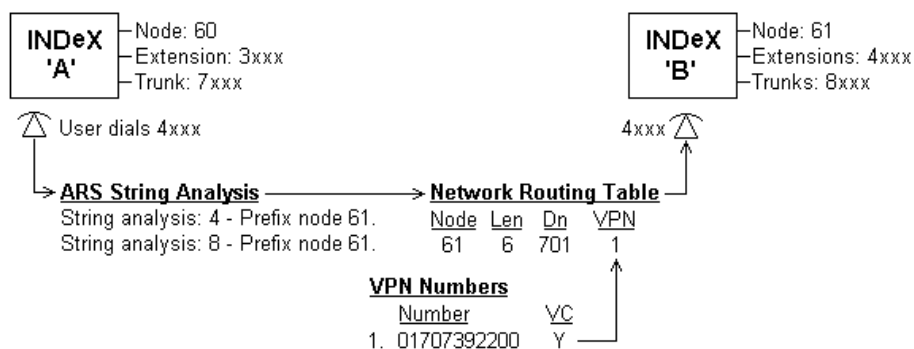 INDeX
'A'
Node: 60
Extension: 3xxx
Trunk: 7xxx
INDeX
'B'
Node: 61
Extensions: 4xxx
Trunks: 8xxx
User dials 4xxx
4xxx
ARS String Analysis
String analysis: 4 - Prefix node 61.
String analysis: 8 - Prefix node 61.
Network Routing Table
Node Len Dn VPN
61 6 701 1
VPN Numbers
Number VC
1. 01707392200 Y